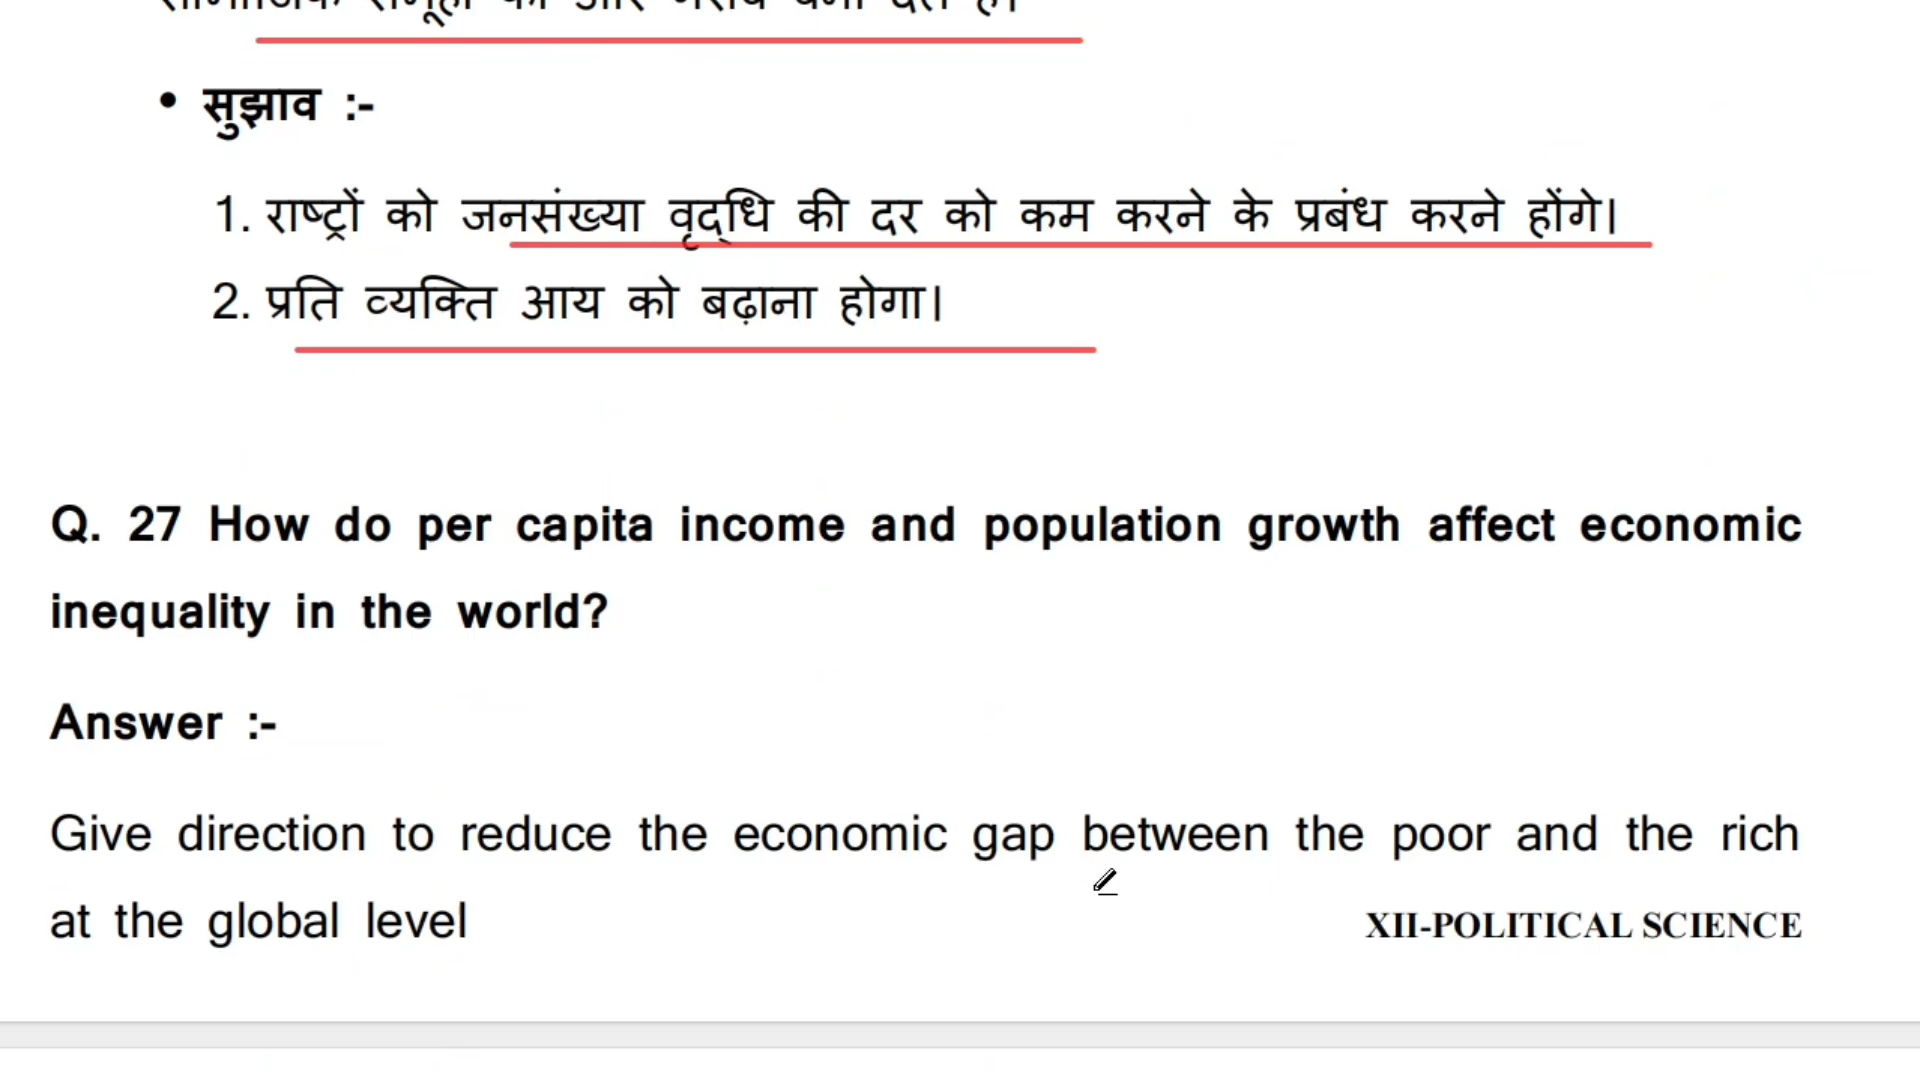 • सुझाव :-
1. राष्ट्रों को जनसंख्या वृद्धि की दर को कम करने के प्रबंध करने होंगे।
2. प्रति व्यक्ति आय को बढ़ाना होगा।
Q. 27 How do per capita income and population growth affect economic
inequality in the world?
Answer :-
Give direction to reduce the economic gap between the poor and the rich
at the global level
XII-POLITICAL SCIENCE